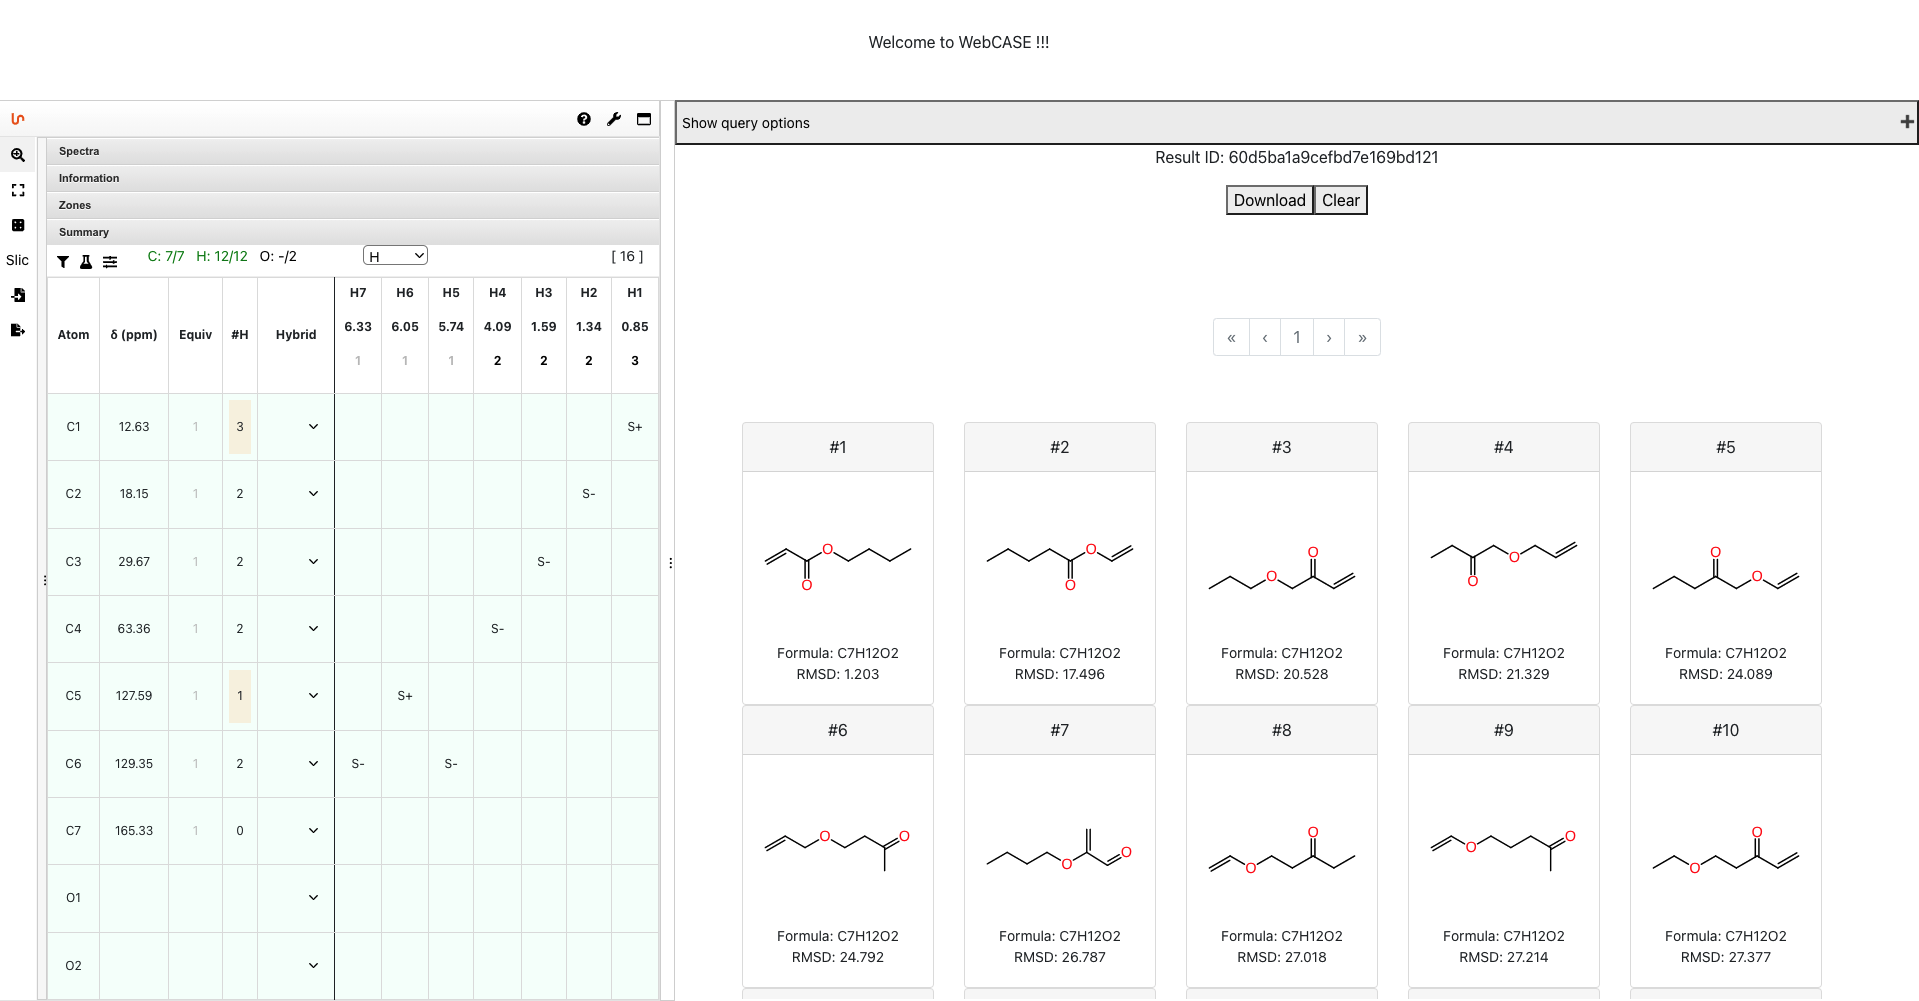 Welcome to WebCASE !!!
Spectra
Information
Zones
Summary
Slic
C: 7/7 H: 12/12 O: -/2 H [ 16 ]
Atom δ (ppm) Equiv #H Hybrid
H7 H6 H5 H4 H3 H2 H1
6.33 6.05 5.74 4.09 1.59 1.34 0.85
1 1 1 2 2 2 3
C1 12.63 1 3 S+
C2 18.15 1 2 S-
C3 29.67 1 2 S-
C4 63.36 1 2 S-
C5 127.59 1 1 S+
C6 129.35 1 2 S- S-
C7 165.33 1 0
O1
O2
Show query options
Result ID: 60d5ba1a9cefbd7e169bd121
Download Clear
« ‹ 1 › »
#1 #2 #3 #4 #5
O O O O O
O O O O O
Formula: C7H12O2 Formula: C7H12O2 Formula: C7H12O2 Formula: C7H12O2 Formula: C7H12O2
RMSD: 1.203 RMSD: 17.496 RMSD: 20.528 RMSD: 21.329 RMSD: 24.089
#6 #7 #8 #9 #10
O O O O O
O O O O O
Formula: C7H12O2 Formula: C7H12O2 Formula: C7H12O2 Formula: C7H12O2 Formula: C7H12O2
RMSD: 24.792 RMSD: 26.787 RMSD: 27.018 RMSD: 27.214 RMSD: 27.377